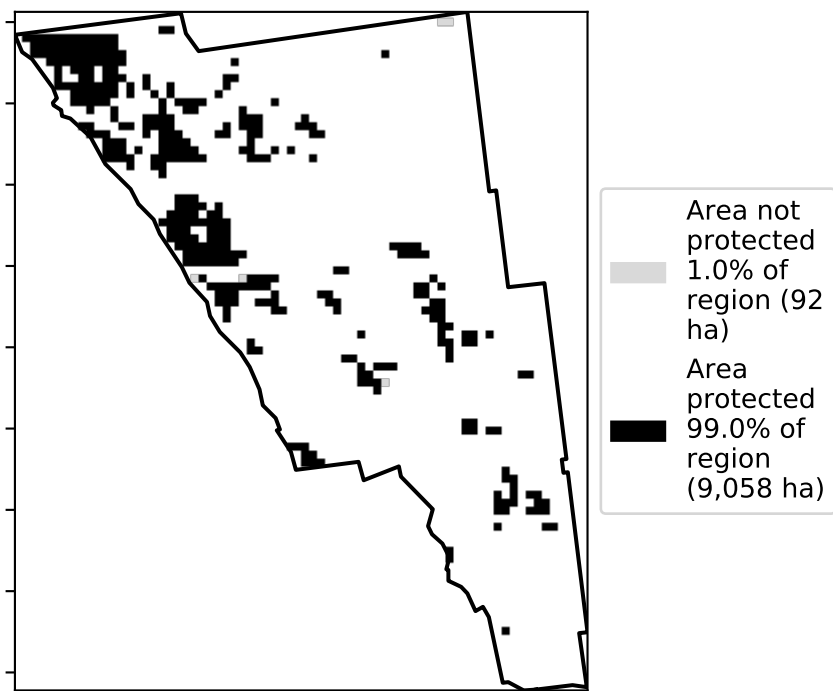 Area not
protected
1.0% of
region (92
ha)
Area
protected
99.0% of
region
(9,058 ha)